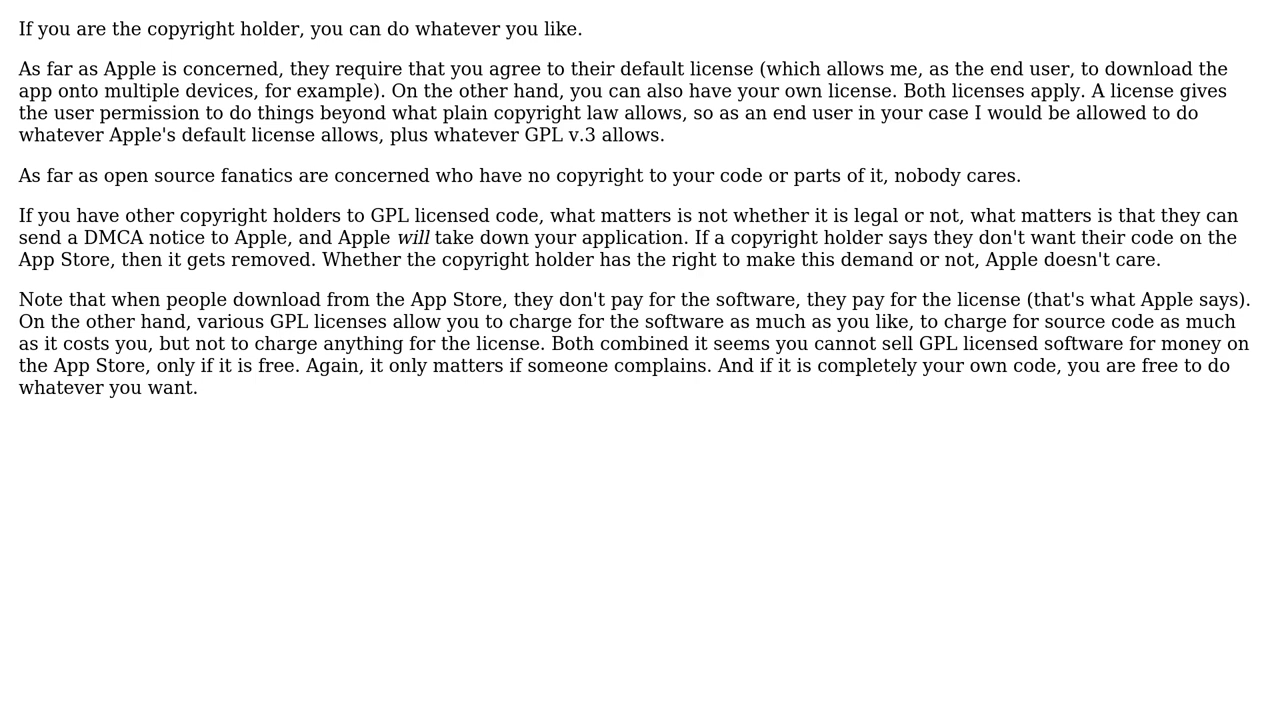 If you are the copyright holder, you can do whatever you like.
As far as Apple is concerned, they require that you agree to their default license (which allows me, as the end user, to download the
app onto multiple devices, for example). On the other hand, you can also have your own license. Both licenses apply. A license gives
the user permission to do things beyond what plain copyright law allows, so as an end user in your case I would be allowed to do
whatever Apple's default license allows, plus whatever GPL v.3 allows.
As far as open source fanatics are concerned who have no copyright to your code or parts of it, nobody cares.
If you have other copyright holders to GPL licensed code, what matters is not whether it is legal or not, what matters is that they can
send a DMCA notice to Apple, and Apple will take down your application. If a copyright holder says they don't want their code on the
App Store, then it gets removed. Whether the copyright holder has the right to make this demand or not, Apple doesn't care.
Note that when people download from the App Store, they don't pay for the software, they pay for the license (that's what Apple says).
On the other hand, various GPL licenses allow you to charge for the software as much as you like, to charge for source code as much
as it costs you, but not to charge anything for the license. Both combined it seems you cannot sell GPL licensed software for money on
the App Store, only if it is free. Again, it only matters if someone complains. And if it is completely your own code, you are free to do
whatever you want.